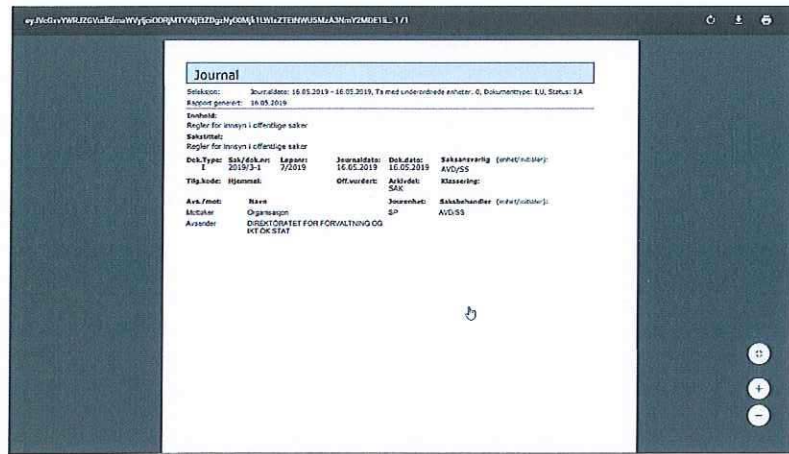 1 / 1
Journal
Seleksjon: Journaldato: 16.05.2019 - 16.05.2019, Ta med underordnede enheter: 0, Dokumenttype: I,U, Status: J,A
Rapport generert: 16.05.2019
Innhold:
Regler for innsyn i offentlige saker
Sakstittel:
Regler for innsyn i offentlige saker
Dok.Type: Sak/dok.nr: Løpenr: Journaldato: Dok.dato: Saksansvarlig (enhet/initialer):
I 2019/3-1 7/2019 16.05.2019 16.05.2019 AVD/SS
Tilg.kode: Hjemmel: Off.vurdert: Arkivdel: Klassering:
SAK
Avs./mot: Navn Journenhet: Saksbehandler (enhet/initialer):
Mottaker Organisasjon SP AVD/SS
Avsender DIREKTORATET FOR FORVALTNING OG
IKT ØK STAT